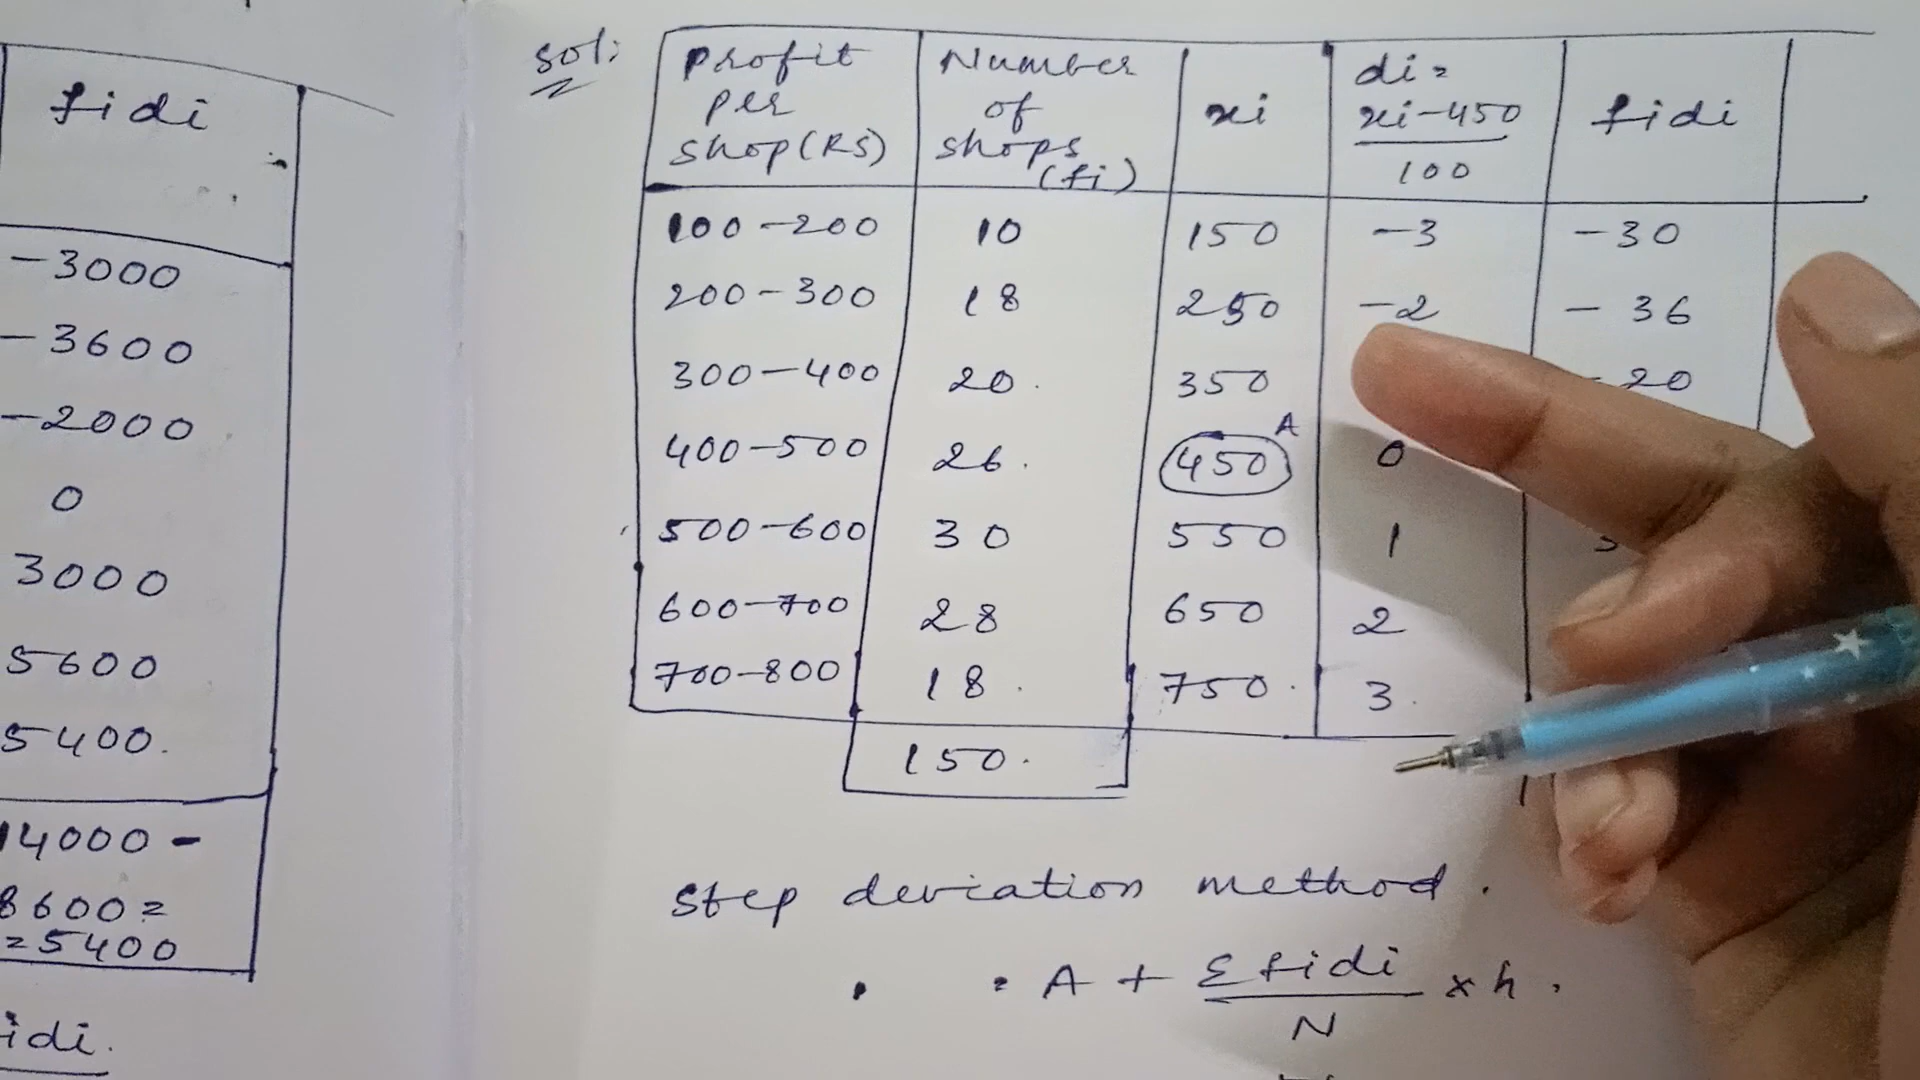 fidi
-3000
-3600
-2000
0
3000
5600
5400.
14000 -
8600 =
= 5400
idi.
Sol:
Profit per shop (RS) Number of shops (fi) xi di = xi-450 / 100 fidi
100-200 10 150 -3 -30
200-300 18 250 -2 -36
300-400 20. 350 -20
400-500 26. 450 A 0
500-600 30 550 1
600-700 28 650 2
700-800 18. 750. 3.
150.
Step deviation method.
= A + Σfidi / N × h.